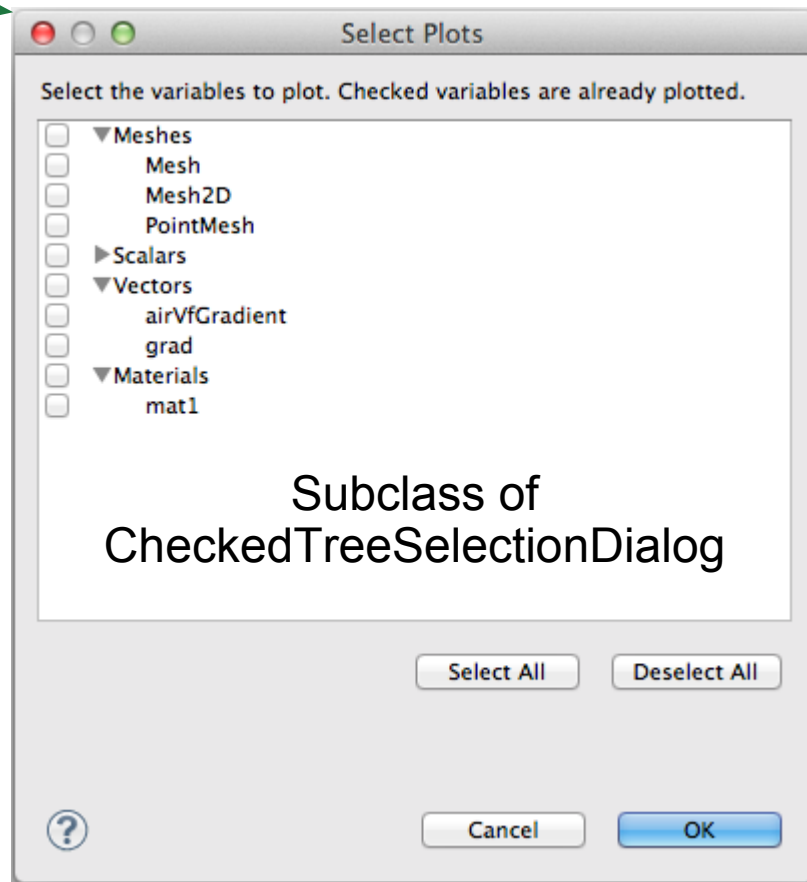 Select Plots
Select the variables to plot. Checked variables are already plotted.
Meshes
Mesh
Mesh2D
PointMesh
Scalars
Vectors
airVfGradient
grad
Materials
mat1
Subclass of
CheckedTreeSelectionDialog
Select All Deselect All
? Cancel OK